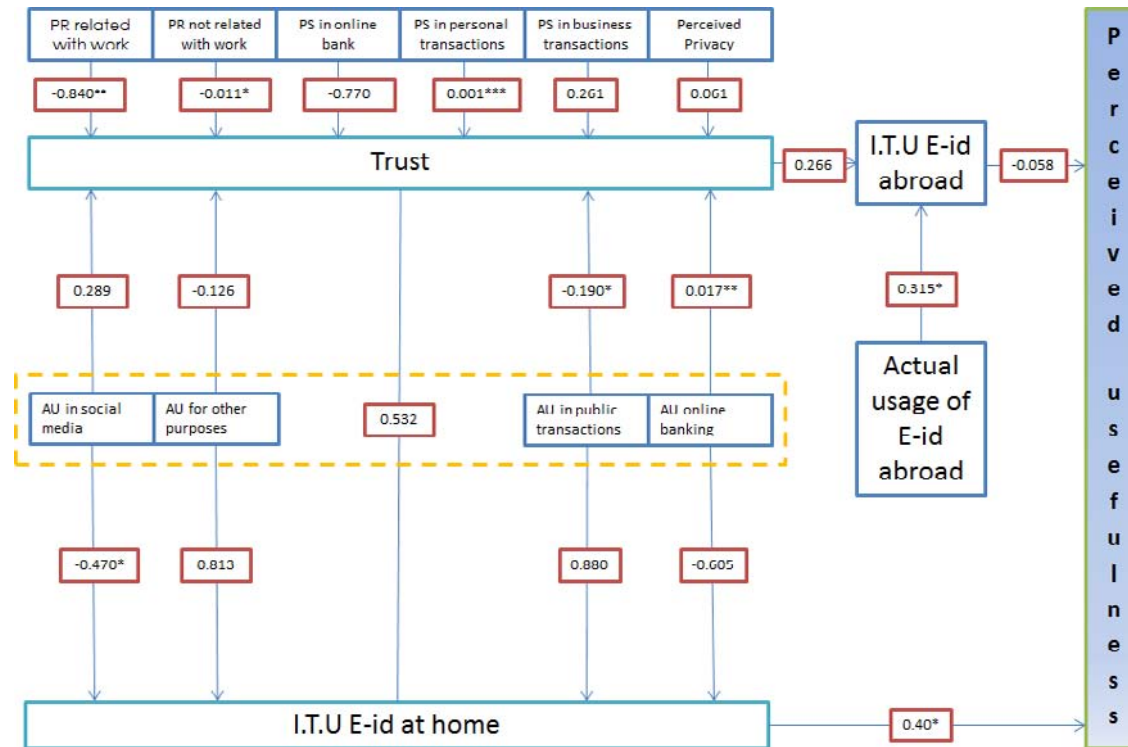 PR related
with work
PR not related
with work
PS in online
bank
PS in personal
transactions
PS in business
transactions
Perceived
Privacy
-0.840**
-0.011*
-0.770
0.001***
0.261
0.061
Trust
0.266
I.T.U E-id
abroad
-0.058
0.289
-0.126
-0.190*
0.017**
0.315*
AU in social
media
AU for other
purposes
0.532
AU in public
transactions
AU online
banking
Actual
usage of
E-id
abroad
-0.470*
0.813
0.880
-0.605
I.T.U E-id at home
0.40*
Perceived usefulness